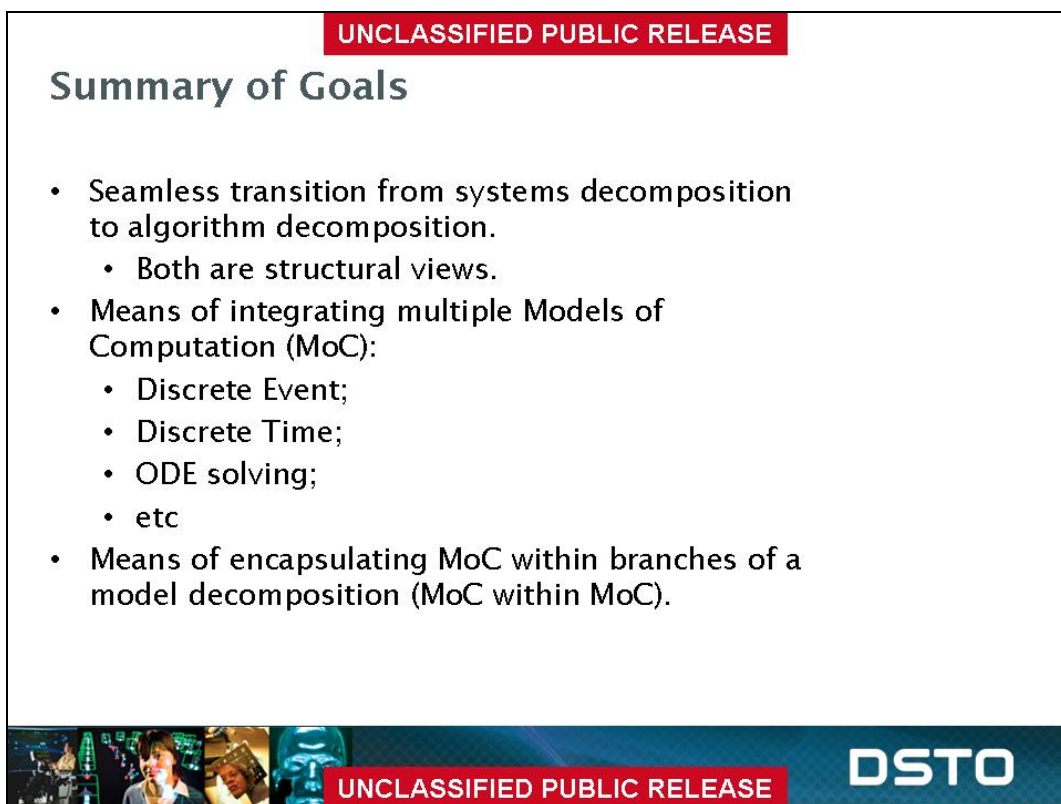 UNCLASSIFIED PUBLIC RELEASE
Summary of Goals
• Seamless transition from systems decomposition
to algorithm decomposition.
• Both are structural views.
• Means of integrating multiple Models of
Computation (MoC):
• Discrete Event;
• Discrete Time;
• ODE solving;
• etc
• Means of encapsulating MoC within branches of a
model decomposition (MoC within MoC).
UNCLASSIFIED PUBLIC RELEASE
DSTO